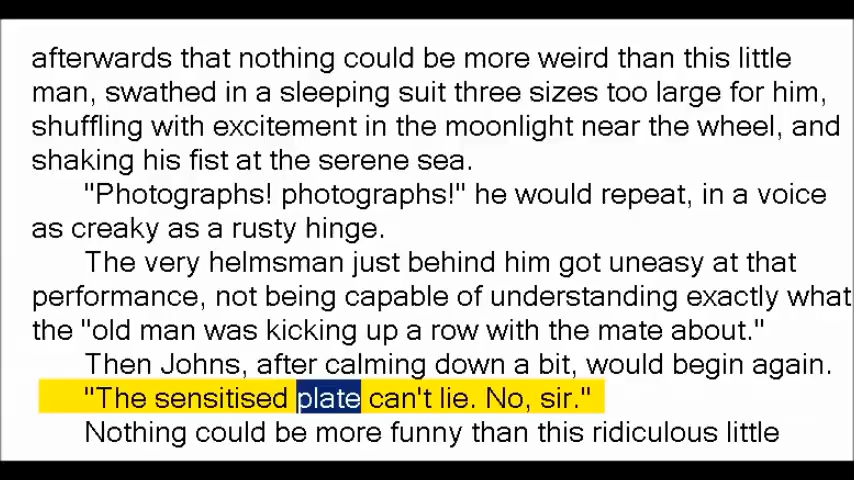 afterwards that nothing could be more weird than this little
man, swathed in a sleeping suit three sizes too large for him,
shuffling with excitement in the moonlight near the wheel, and
shaking his fist at the serene sea.
"Photographs! photographs!" he would repeat, in a voice
as creaky as a rusty hinge.
The very helmsman just behind him got uneasy at that
performance, not being capable of understanding exactly what
the "old man was kicking up a row with the mate about."
Then Johns, after calming down a bit, would begin again.
"The sensitised plate can't lie. No, sir."
Nothing could be more funny than this ridiculous little